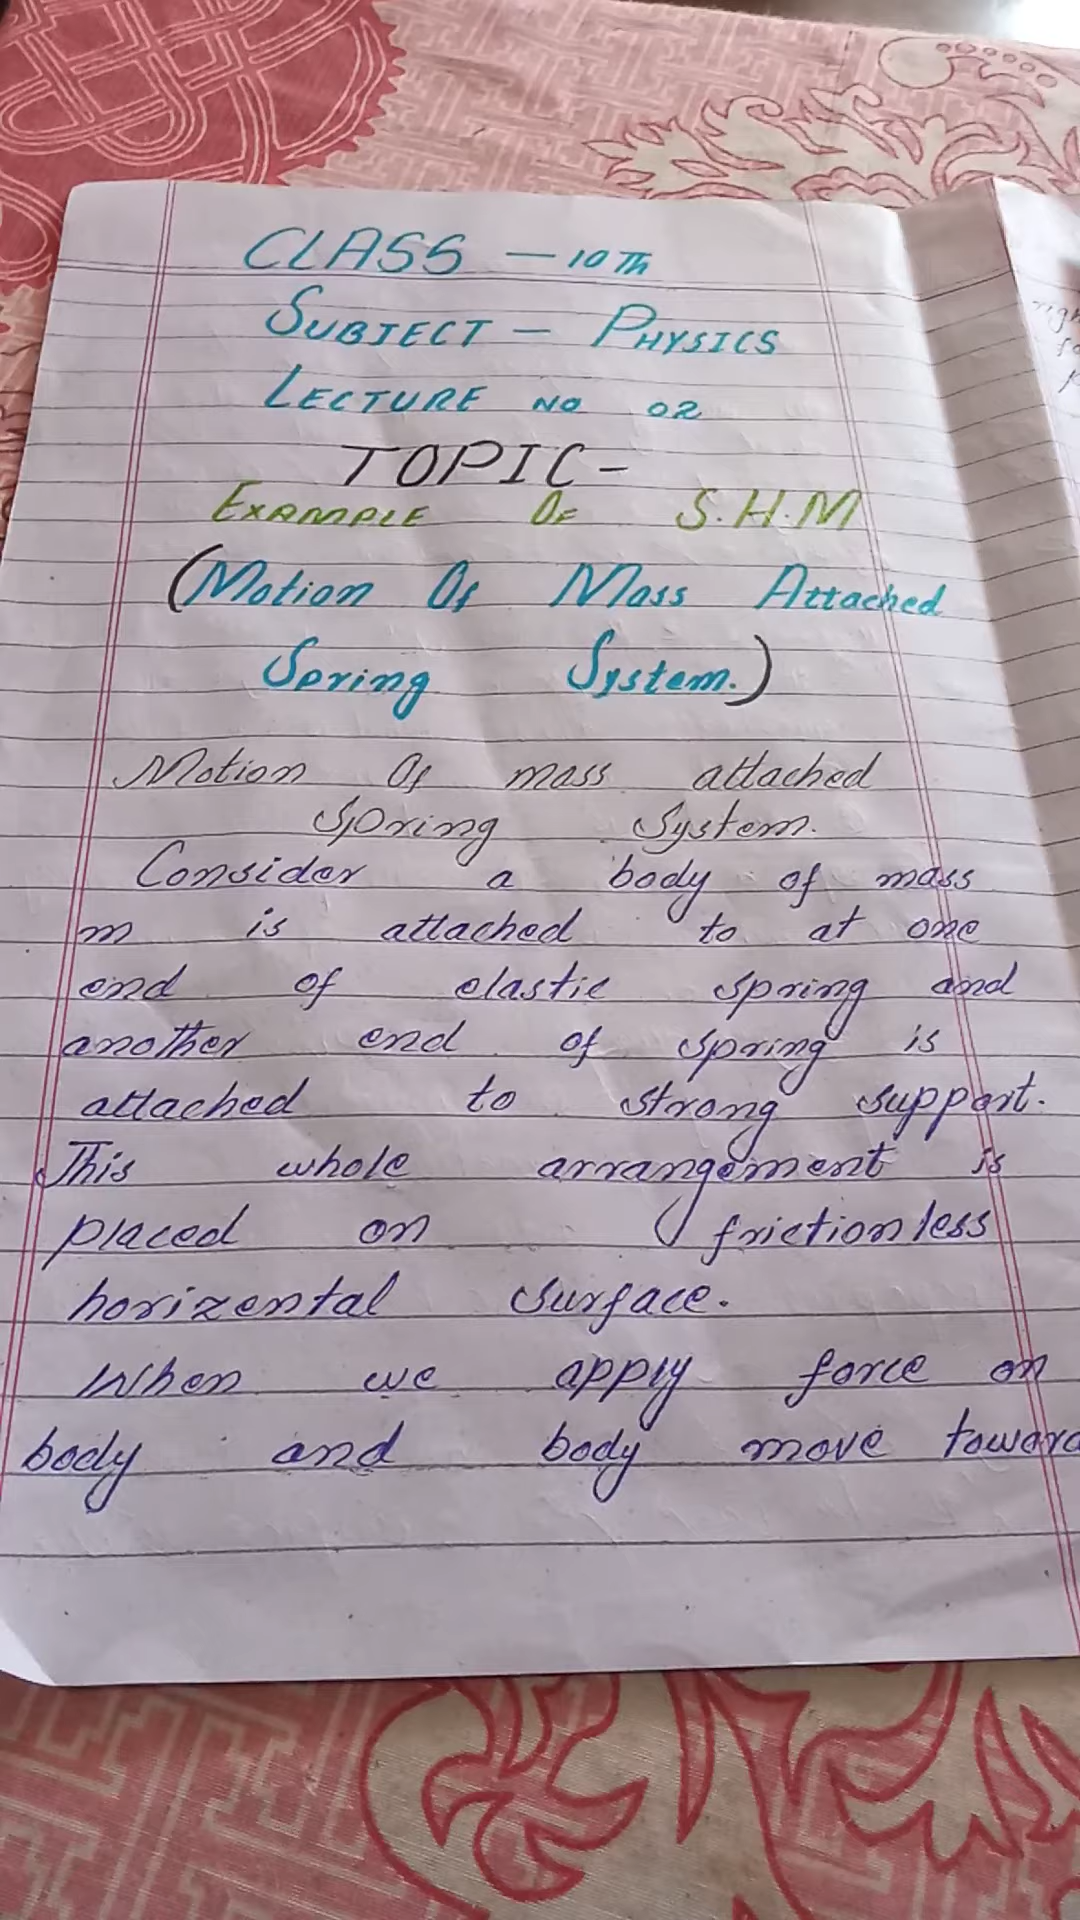 CLASS — 10Th
SUBJECT — PHYSICS
LECTURE NO 02
TOPIC-
EXAMPLE OF S.H.M
(Motion Of Mass Attached
Spring System.)
Motion Of mass attached
Spring System.
Consider a body of mass
m is attached to at one
end of elastic spring and
another end of spring is
attached to strong support.
This whole arrangement is
placed on frictionless
horizental surface.
When we apply force on
body and body move toward